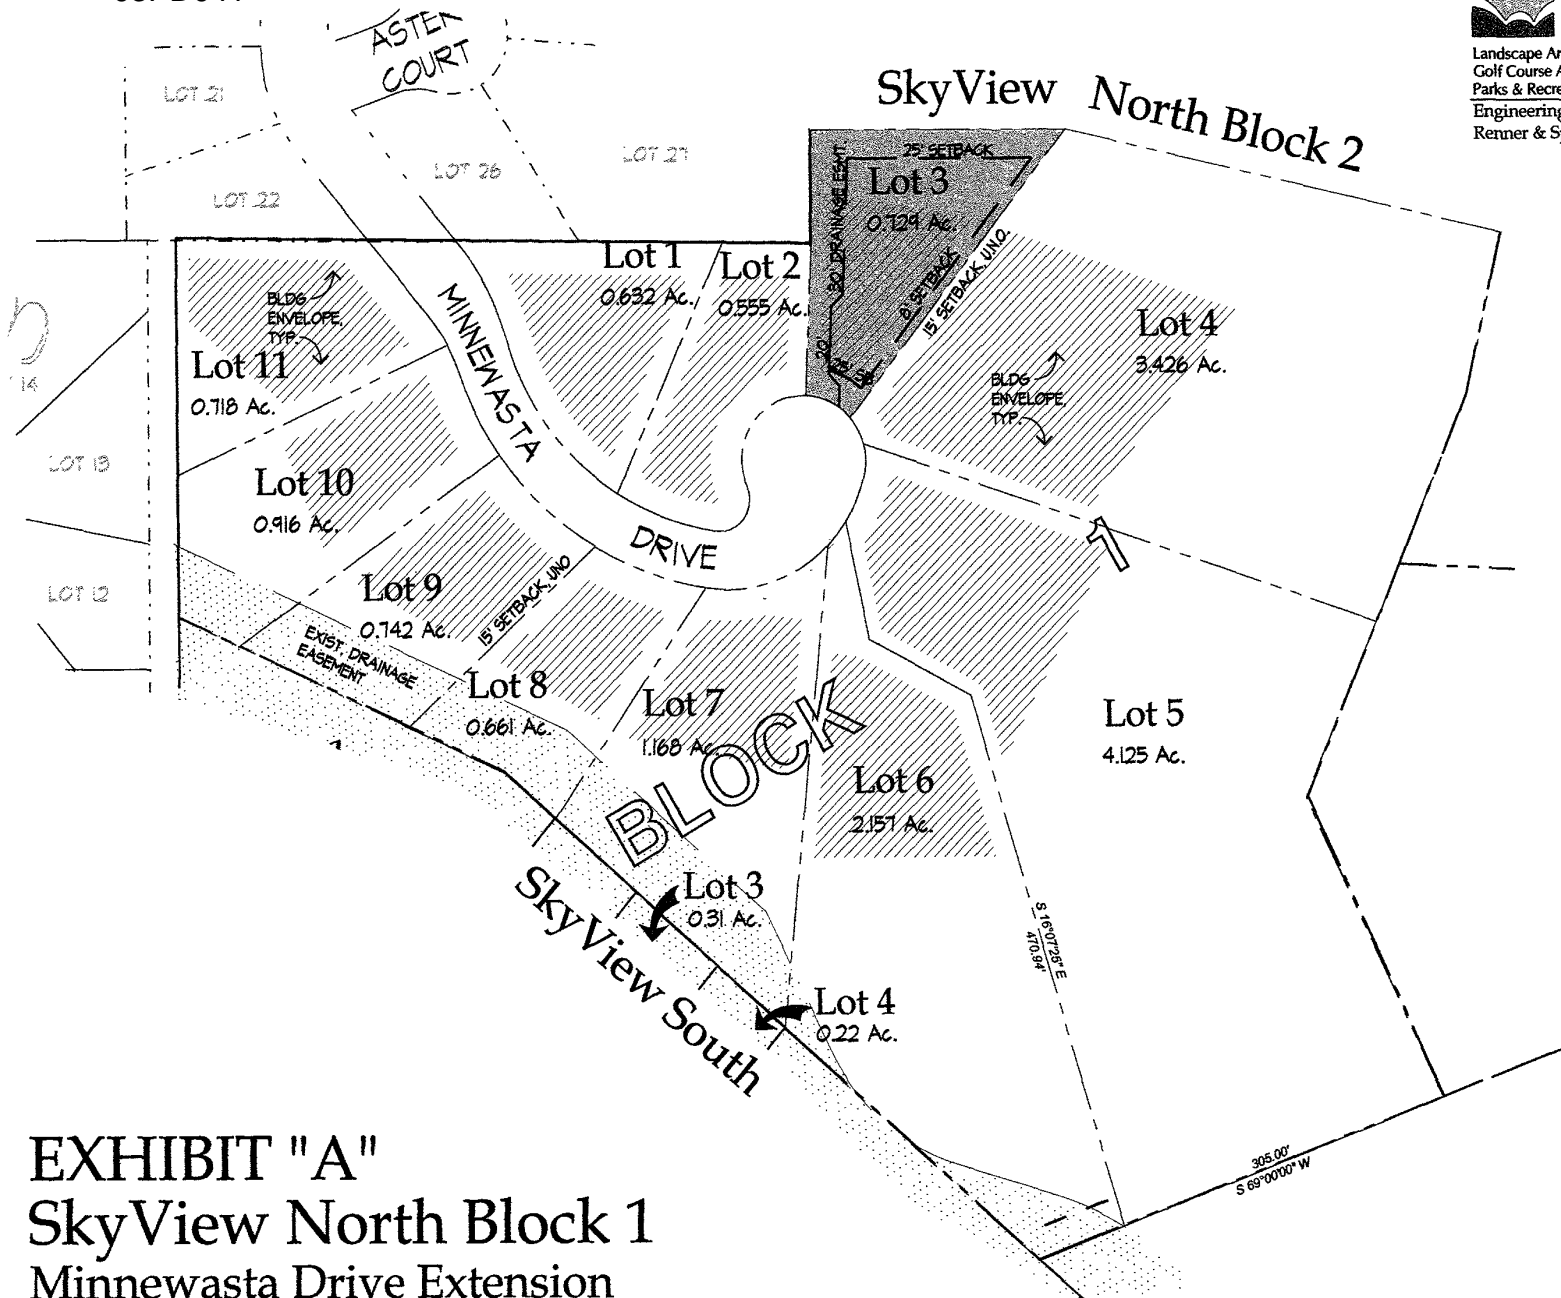 ASTER
COURT
LOT 21
LOT 22
LOT 26
LOT 27
SkyView North Block 2
Landscape Ar
Golf Course A
Parks & Recre
Engineering
Renner & S
25' SETBACK
Lot 3
0.729 Ac.
30' DRAINAGE ESMT.
20'
8' SETBACK
15' SETBACK, U.N.O.
Lot 1
0.632 Ac.
Lot 2
0.555 Ac.
BLDG
ENVELOPE,
TYP.
Lot 11
0.718 Ac.
MINNEWASTA
DRIVE
Lot 4
3.426 Ac.
BLDG
ENVELOPE,
TYP.
14
LOT 13
LOT 12
Lot 10
0.916 Ac.
Lot 9
0.742 Ac.
15' SETBACK, UNO
EXIST. DRAINAGE
EASEMENT
Lot 8
0.661 Ac.
Lot 7
1.168 Ac.
BLOCK 1
Lot 6
2.157 Ac.
Lot 5
4.125 Ac.
Lot 3
0.31 Ac.
Lot 4
0.22 Ac.
SkyView South
S 16°07'25" E
470.94'
305.00'
S 69°00'00" W
EXHIBIT "A"
SkyView North Block 1
Minnewasta Drive Extension